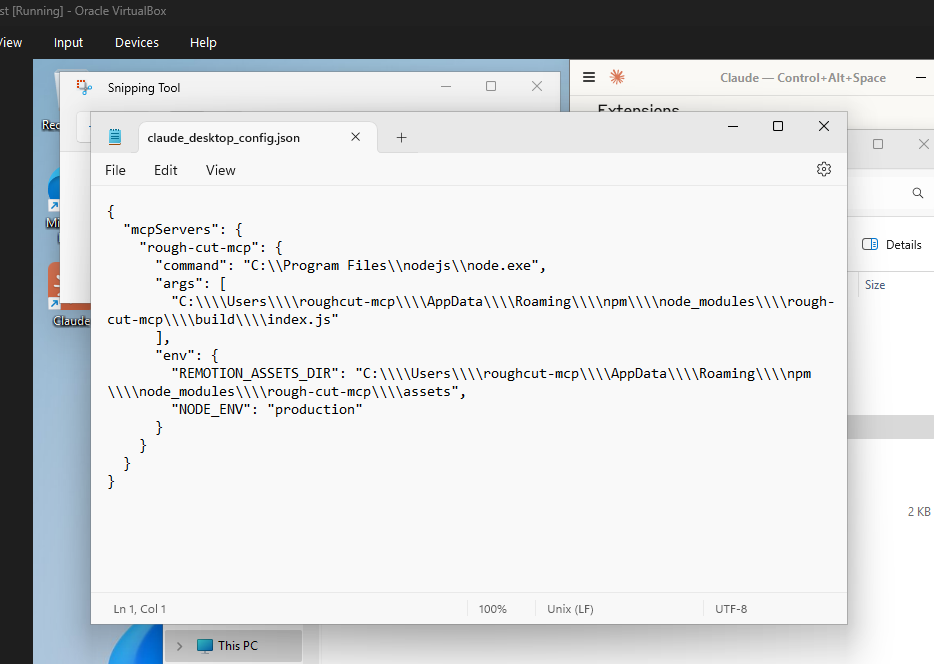 st [Running] - Oracle VirtualBox
View Input Devices Help
Snipping Tool
Claude — Control+Alt+Space
Extensions
claude_desktop_config.json
File Edit View
{
"mcpServers": {
"rough-cut-mcp": {
"command": "C:\\Program Files\\nodejs\\node.exe",
"args": [
"C:\\\\Users\\\\roughcut-mcp\\\\AppData\\\\Roaming\\\\npm\\\\node_modules\\\\rough-
cut-mcp\\\\build\\\\index.js"
],
"env": {
"REMOTION_ASSETS_DIR": "C:\\\\Users\\\\roughcut-mcp\\\\AppData\\\\Roaming\\\\npm
\\\\node_modules\\\\rough-cut-mcp\\\\assets",
"NODE_ENV": "production"
}
}
}
}
Ln 1, Col 1 100% Unix (LF) UTF-8
Rec
Mi
Claude
Details
Size
2 KB
This PC